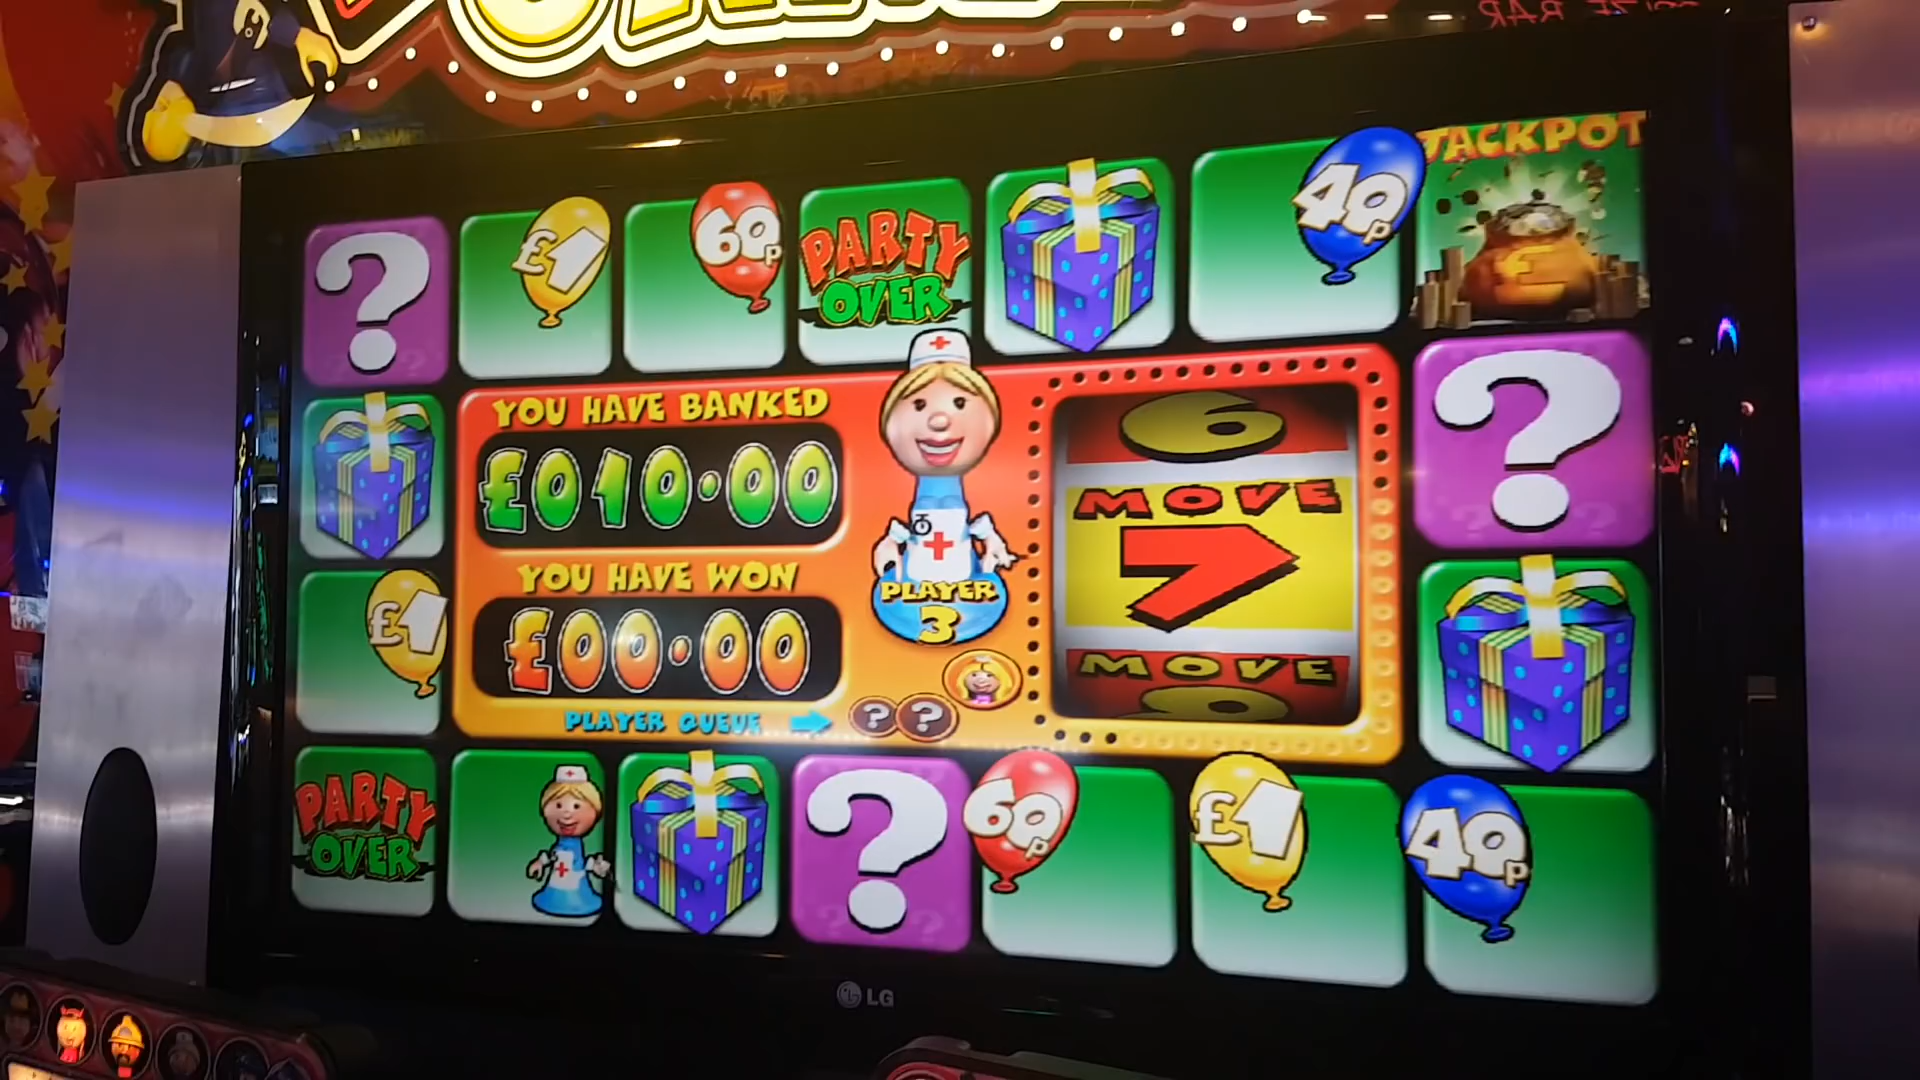 JACKPOT
?
£1
60p
PARTY
OVER
40p
YOU HAVE BANKED
£010.00
YOU HAVE WON
£00.00
PLAYER QUEUE
? ?
PLAYER
3
6
MOVE
7
MOVE
?
£1
PARTY
OVER
?
60p
£1
40p
LG